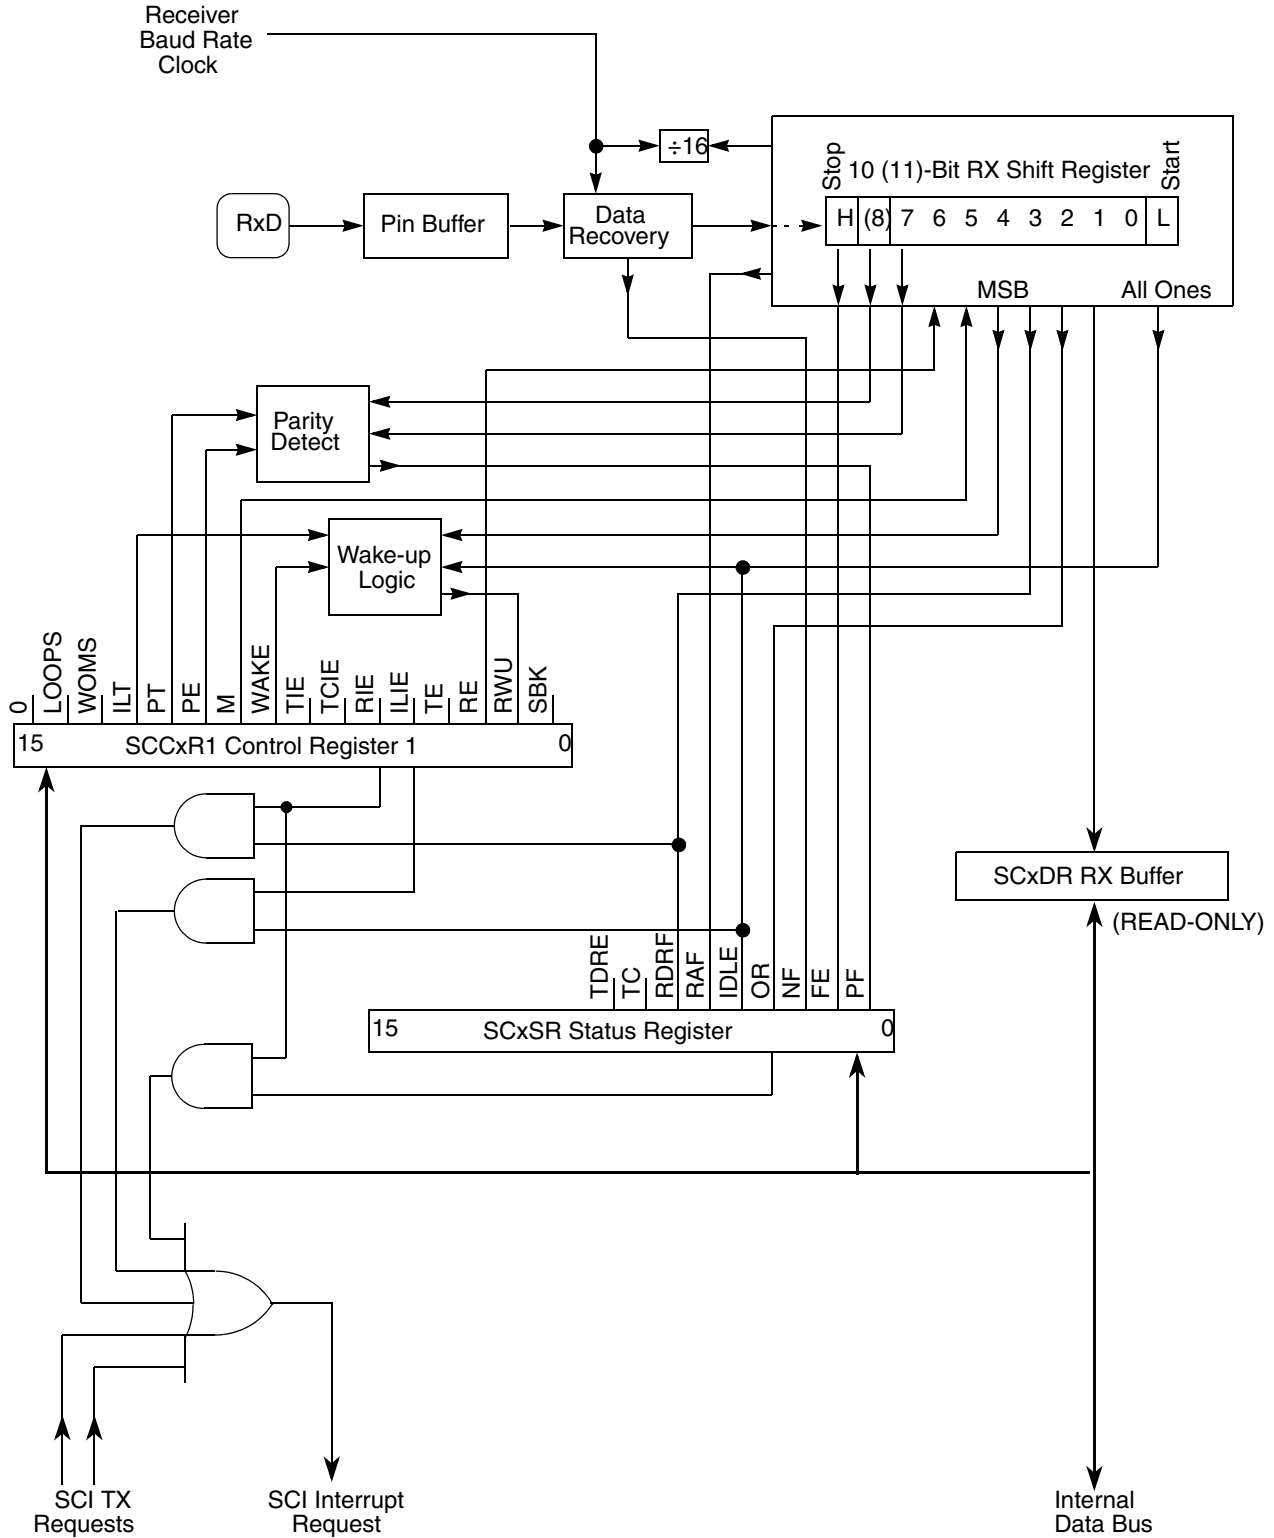 Receiver
Baud Rate
Clock
÷16
Stop
10 (11)-Bit RX Shift Register
Start
RxD
Pin Buffer
Data
Recovery
H (8) 7 6 5 4 3 2 1 0 L
MSB
All Ones
Parity
Detect
Wake-up
Logic
0
LOOPS
WOMS
ILT
PT
PE
M
WAKE
TIE
TCIE
RIE
ILIE
TE
RE
RWU
SBK
15 SCCxR1 Control Register 1 0
SCxDR RX Buffer
(READ-ONLY)
TDRE
TC
RDRF
RAF
IDLE
OR
NF
FE
PF
15 SCxSR Status Register 0
SCI TX
Requests
SCI Interrupt
Request
Internal
Data Bus